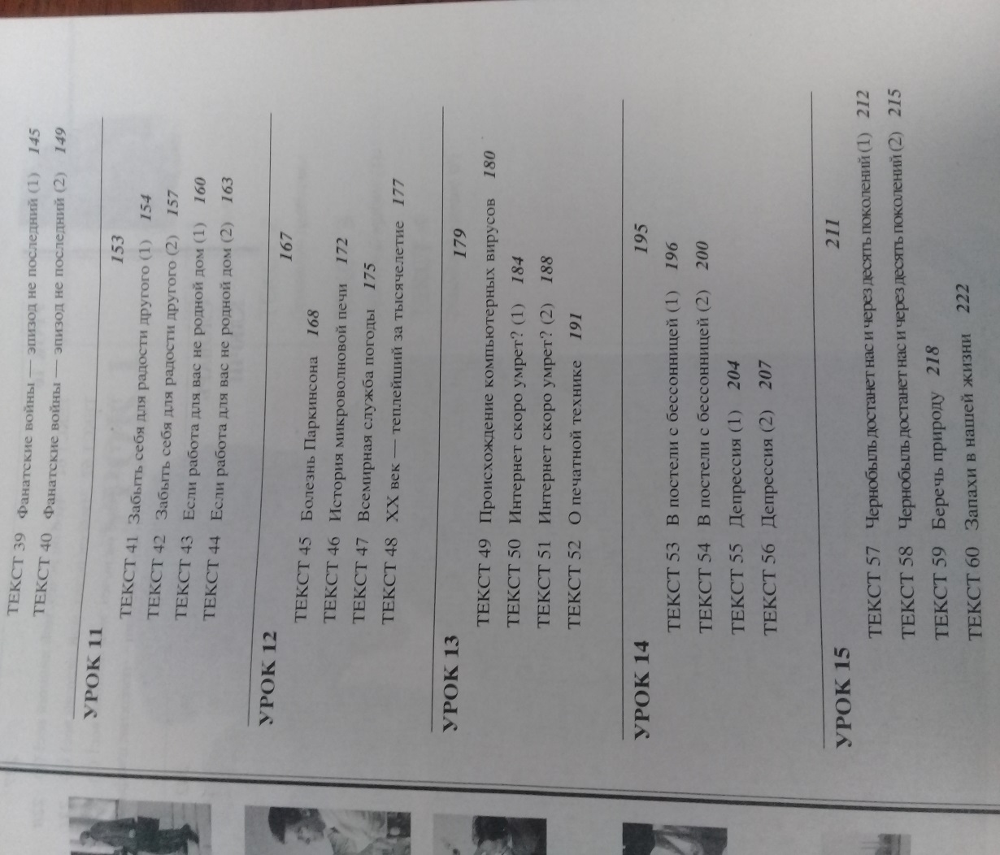 ТЕКСТ 39 Фанатские войны — эпизод не последний (1) 145
ТЕКСТ 40 Фанатские войны — эпизод не последний (2) 149
УРОК 11 153
ТЕКСТ 41 Забыть себя для радости другого (1) 154
ТЕКСТ 42 Забыть себя для радости другого (2) 157
ТЕКСТ 43 Если работа для вас не родной дом (1) 160
ТЕКСТ 44 Если работа для вас не родной дом (2) 163
УРОК 12 167
ТЕКСТ 45 Болезнь Паркинсона 168
ТЕКСТ 46 История микроволновой печи 172
ТЕКСТ 47 Всемирная служба погоды 175
ТЕКСТ 48 XX век — теплейший за тысячелетие 177
УРОК 13 179
ТЕКСТ 49 Происхождение компьютерных вирусов 180
ТЕКСТ 50 Интернет скоро умрет? (1) 184
ТЕКСТ 51 Интернет скоро умрет? (2) 188
ТЕКСТ 52 О печатной технике 191
УРОК 14 195
ТЕКСТ 53 В постели с бессонницей (1) 196
ТЕКСТ 54 В постели с бессонницей (2) 200
ТЕКСТ 55 Депрессия (1) 204
ТЕКСТ 56 Депрессия (2) 207
УРОК 15 211
ТЕКСТ 57 Чернобыль достанет нас и через десять поколений (1) 212
ТЕКСТ 58 Чернобыль достанет нас и через десять поколений (2) 215
ТЕКСТ 59 Беречь природу 218
ТЕКСТ 60 Запахи в нашей жизни 222